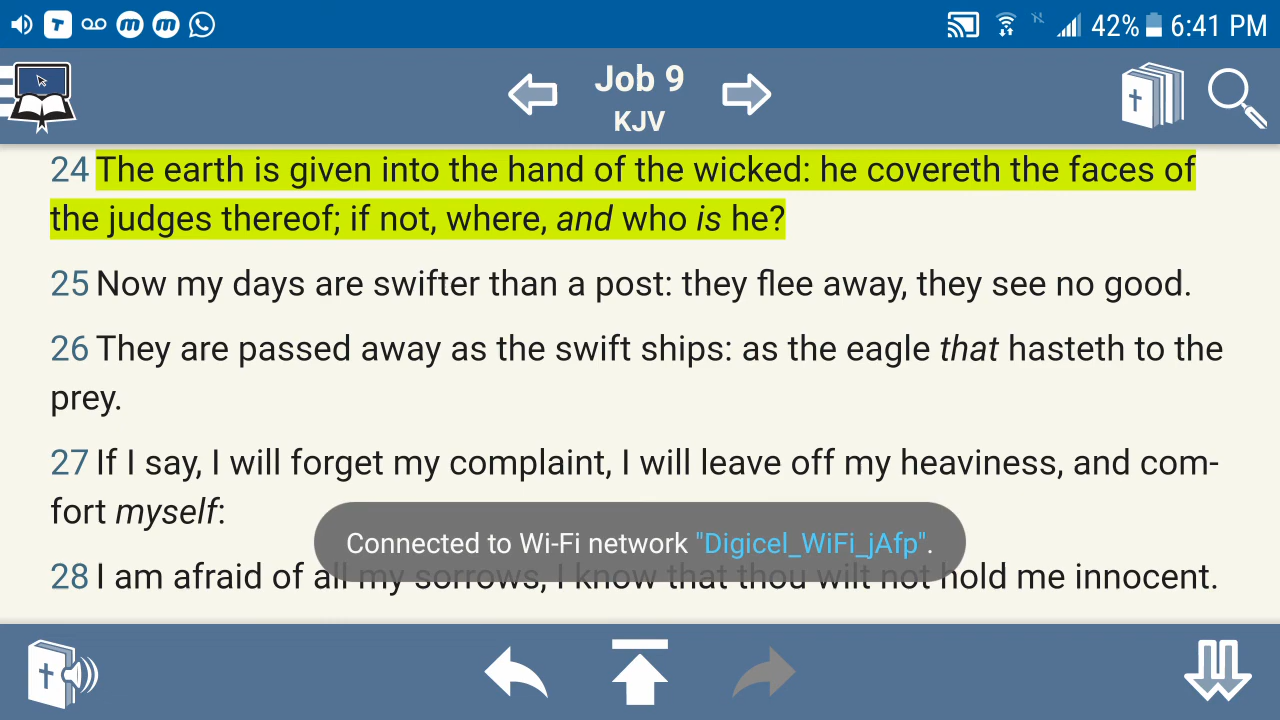 42% 6:41 PM
Job 9
KJV
24 The earth is given into the hand of the wicked: he covereth the faces of
the judges thereof; if not, where, and who is he?
25 Now my days are swifter than a post: they flee away, they see no good.
26 They are passed away as the swift ships: as the eagle that hasteth to the
prey.
27 If I say, I will forget my complaint, I will leave off my heaviness, and com-
fort myself:
Connected to Wi-Fi network "Digicel_WiFi_jAfp".
28 I am afraid of all my sorrows, I know that thou wilt not hold me innocent.